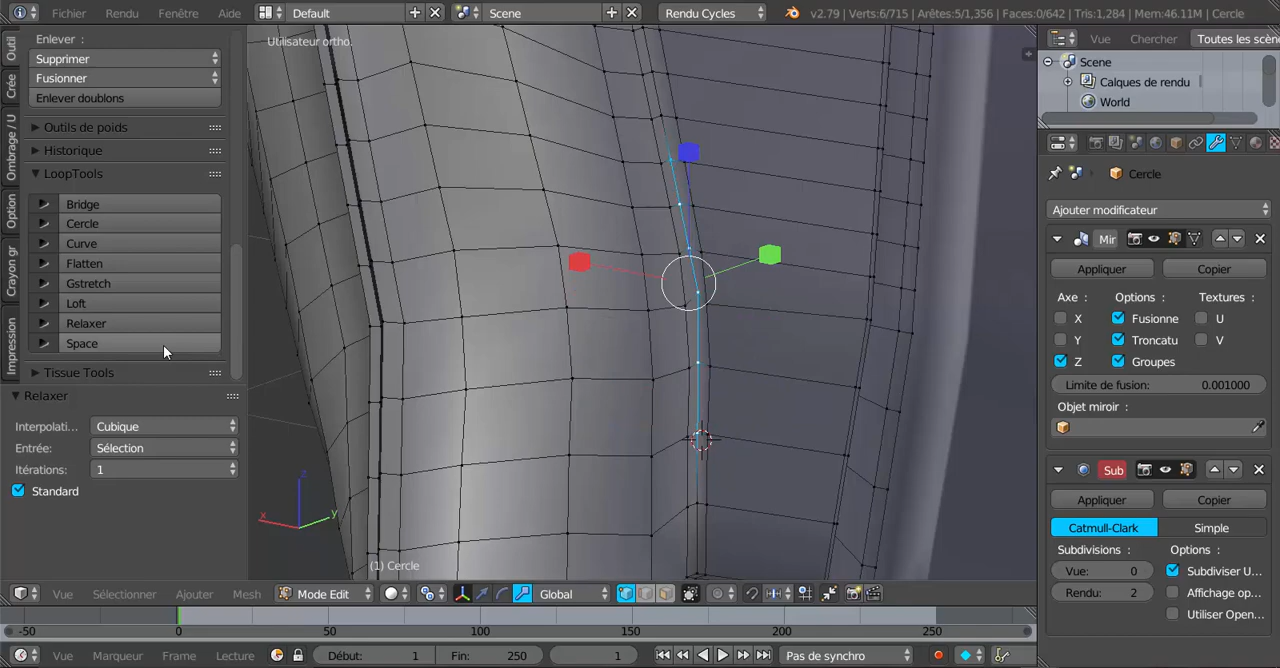 Fichier Rendu Fenêtre Aide Default Scene Rendu Cycles v2.79 | Verts:6/715 | Arêtes:5/1,356 | Faces:0/642 | Tris:1,284 | Mem:46.11M | Cercle
Outil
Crée
Ombrage / U
Option
Crayon gr
Impression
Enlever :
Supprimer
Fusionner
Enlever doublons
Outils de poids
Historique
LoopTools
Bridge
Cercle
Curve
Flatten
Gstretch
Loft
Relaxer
Space
Tissue Tools
Relaxer
Interpolati... Cubique
Entrée: Sélection
Itérations: 1
Standard
Utilisateur ortho.
z
x
y
(1) Cercle
Vue Sélectionner Ajouter Mesh Mode Edit Global
-50 0 50 100 150 200 250
Vue Marqueur Frame Lecture Début: 1 Fin: 250 1 Pas de synchro
Vue Chercher Toutes les scèn
Scene
Calques de rendu
World
Cercle
Ajouter modificateur
Mir
Appliquer Copier
Axe : Options : Textures :
X Fusionne U
Y Troncatu V
Z Groupes
Limite de fusion: 0.001000
Objet miroir :
Sub
Appliquer Copier
Catmull-Clark Simple
Subdivisions : Options :
Vue: 0 Subdiviser U...
Rendu: 2 Affichage op...
Utiliser Open...